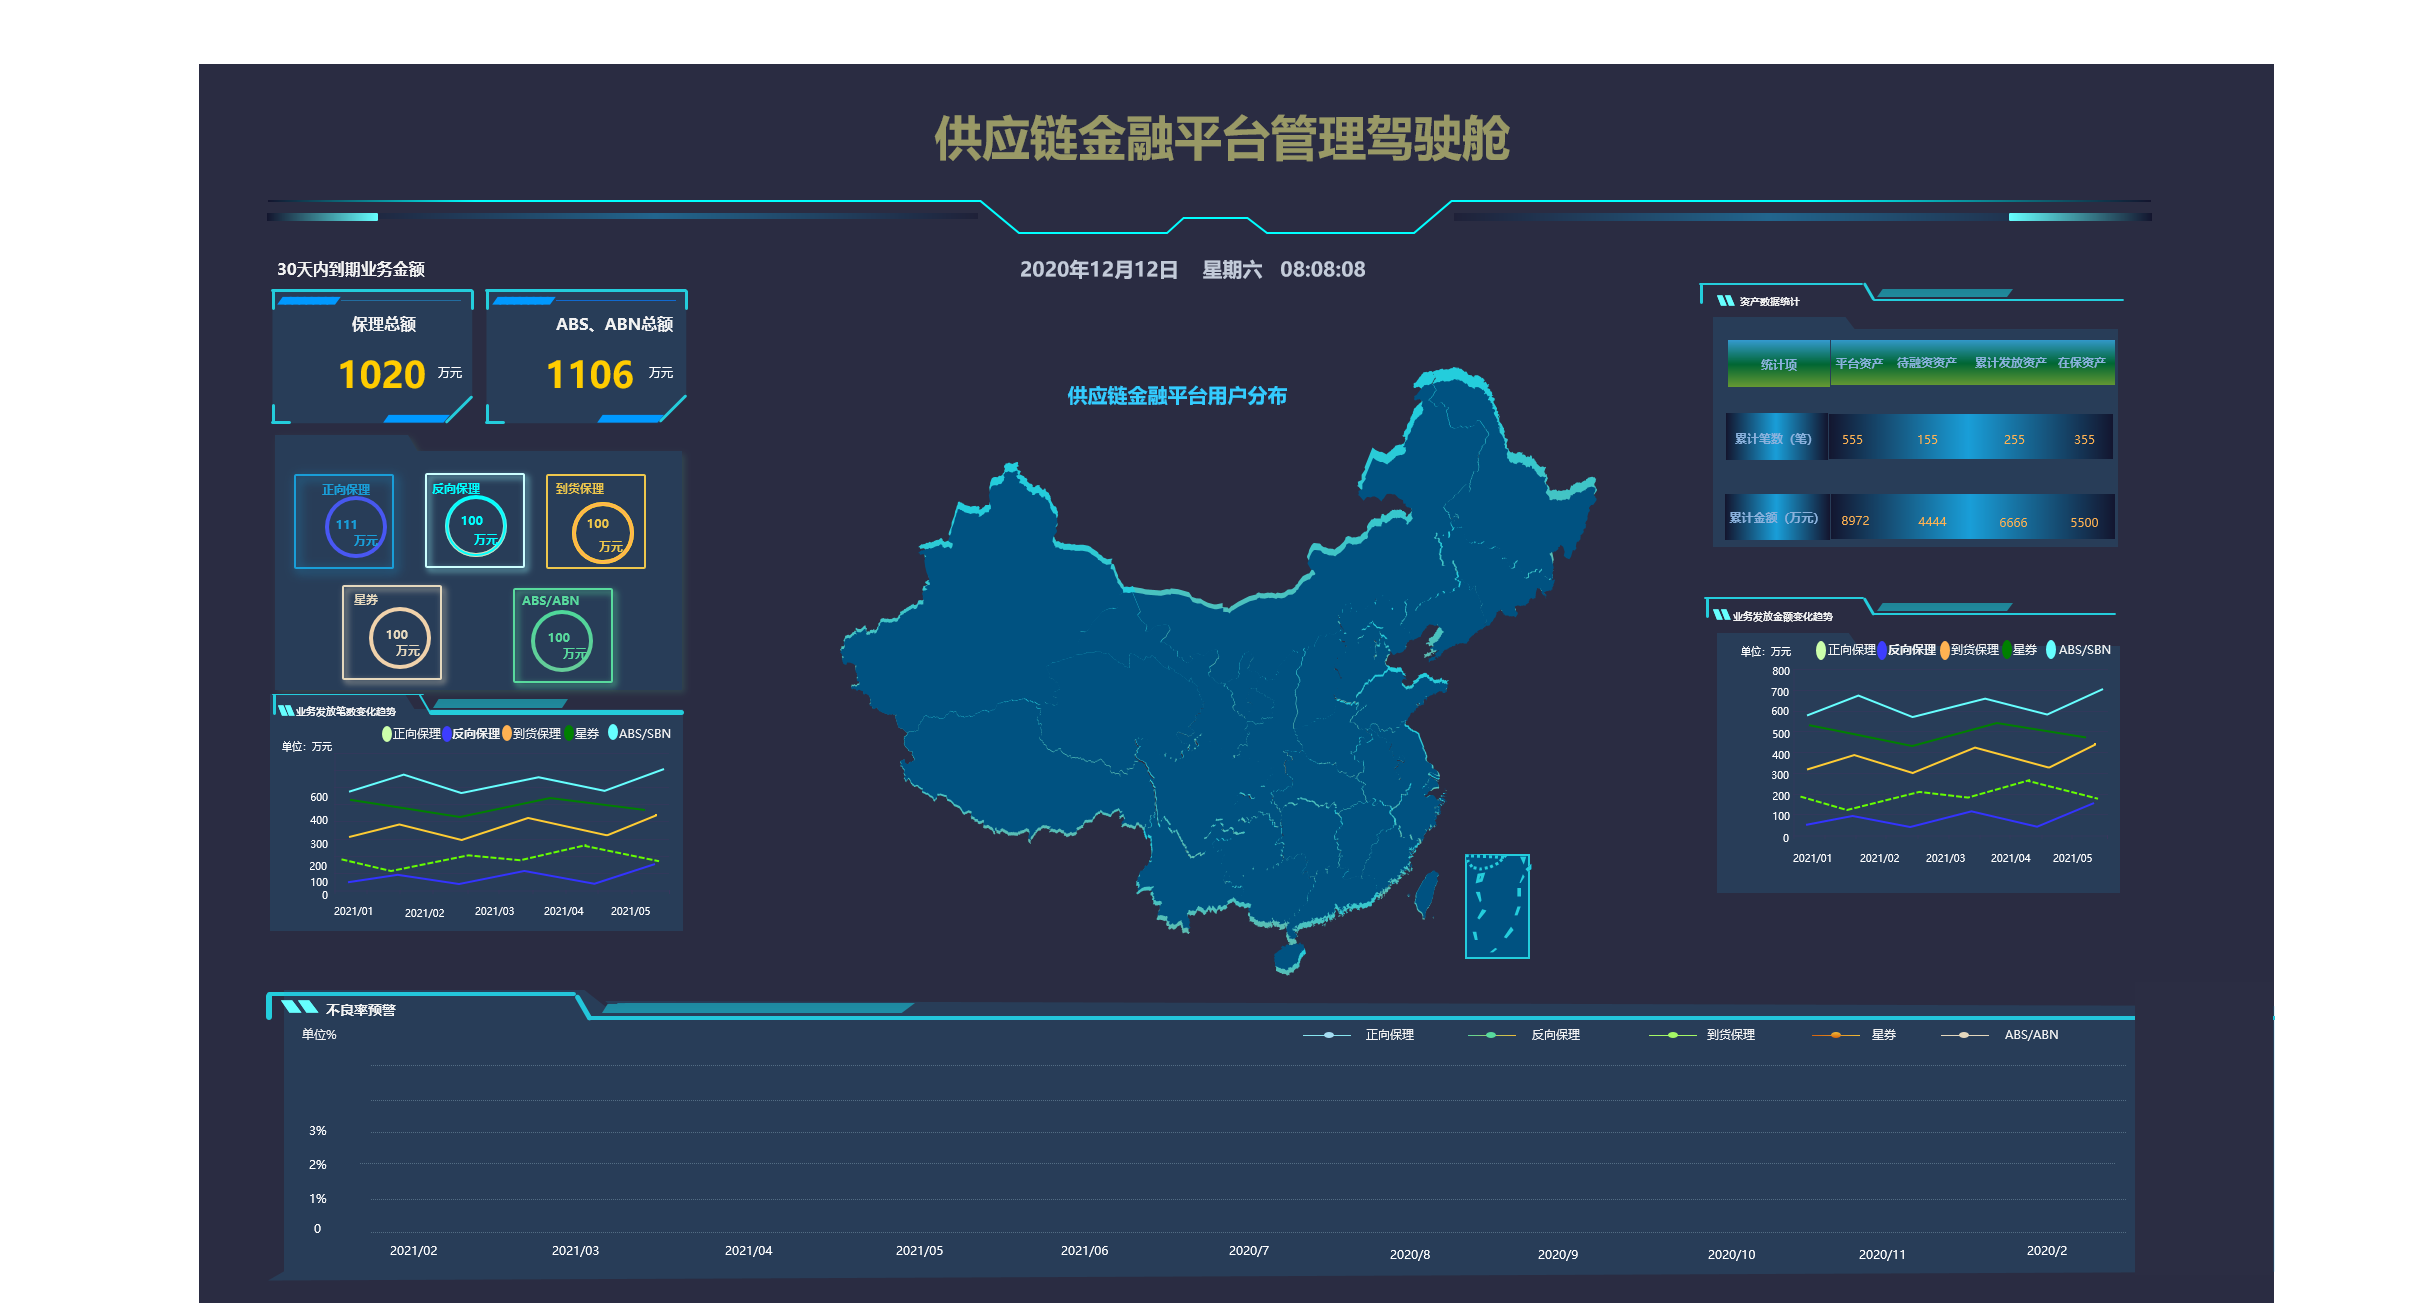 供应链金融平台管理驾驶舱
2020年12月12日 星期六 08:08:08
30天内到期业务金额
保理总额
1020 万元
ABS、ABN总额
1106 万元
正向保理
111
万元
反向保理
100
万元
到货保理
100
万元
星券
100
万元
ABS/ABN
100
万元
业务发放笔数变化趋势
正向保理 反向保理 到货保理 星券 ABS/SBN
单位：万元
600
400
300
200
100
0
2021/01 2021/02 2021/03 2021/04 2021/05
供应链金融平台用户分布
资产数据统计
统计项 平台资产 待融资资产 累计发放资产 在保资产
累计笔数（笔） 555 155 255 355
累计金额（万元） 8972 4444 6666 5500
业务发放金额变化趋势
单位：万元 正向保理 反向保理 到货保理 星券 ABS/SBN
800
700
600
500
400
300
200
100
0
2021/01 2021/02 2021/03 2021/04 2021/05
不良率预警
单位% 正向保理 反向保理 到货保理 星券 ABS/ABN
3%
2%
1%
0
2021/02 2021/03 2021/04 2021/05 2021/06 2020/7 2020/8 2020/9 2020/10 2020/11 2020/2